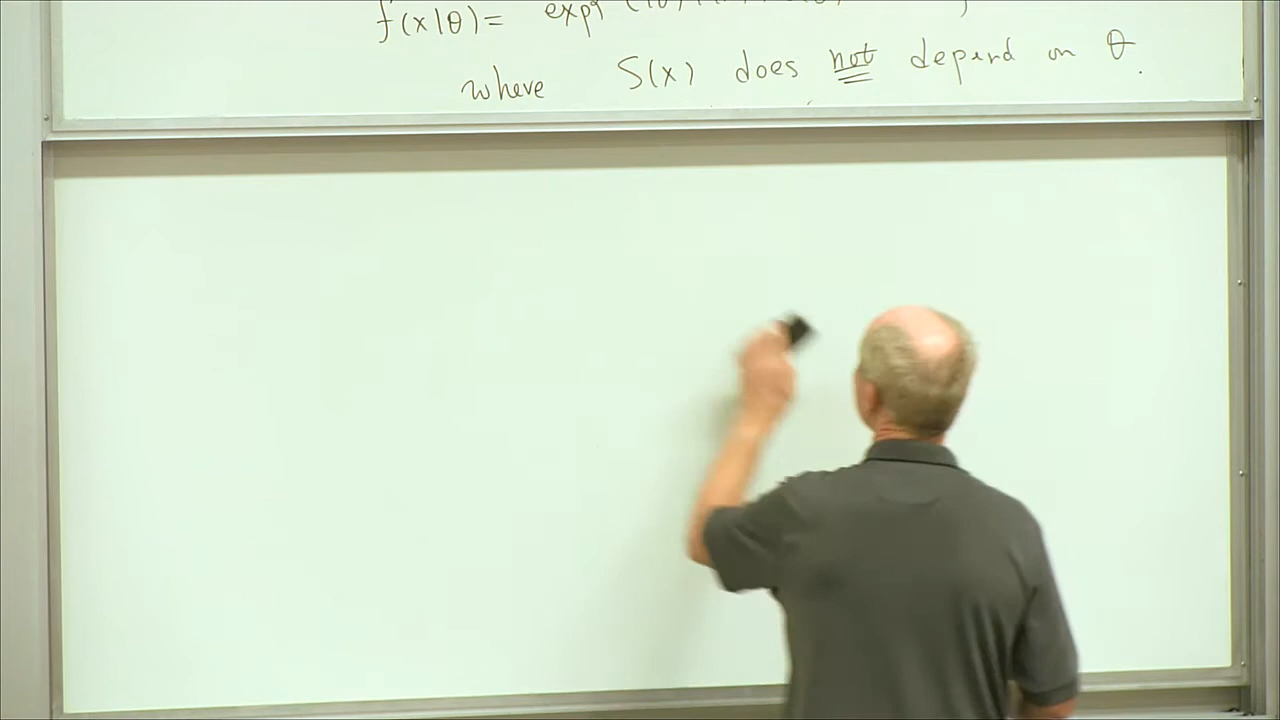 f(x|θ)= exp
where S(x) does not depend on θ.